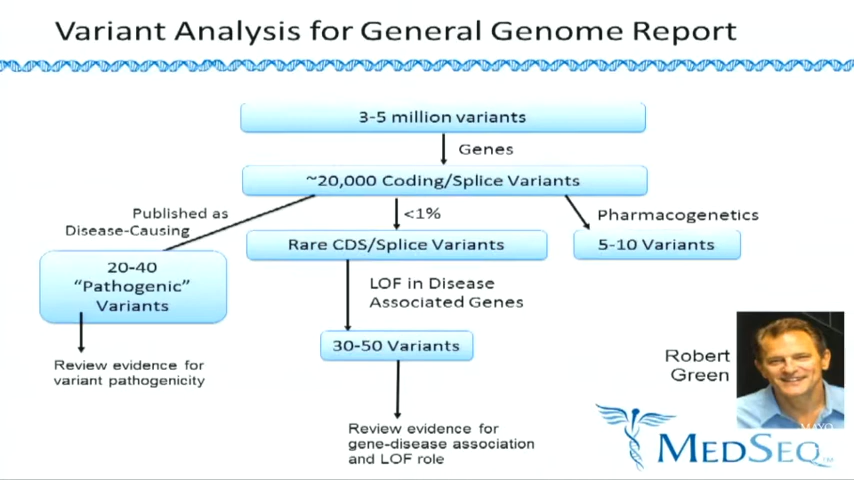 Variant Analysis for General Genome Report
3-5 million variants
Genes
~20,000 Coding/Splice Variants
Published as
Disease-Causing
<1%
Pharmacogenetics
20-40
“Pathogenic”
Variants
Rare CDS/Splice Variants
5-10 Variants
LOF in Disease
Associated Genes
30-50 Variants
Review evidence for
variant pathogenicity
Review evidence for
gene-disease association
and LOF role
Robert
Green
MAYO
MEDSEQ™